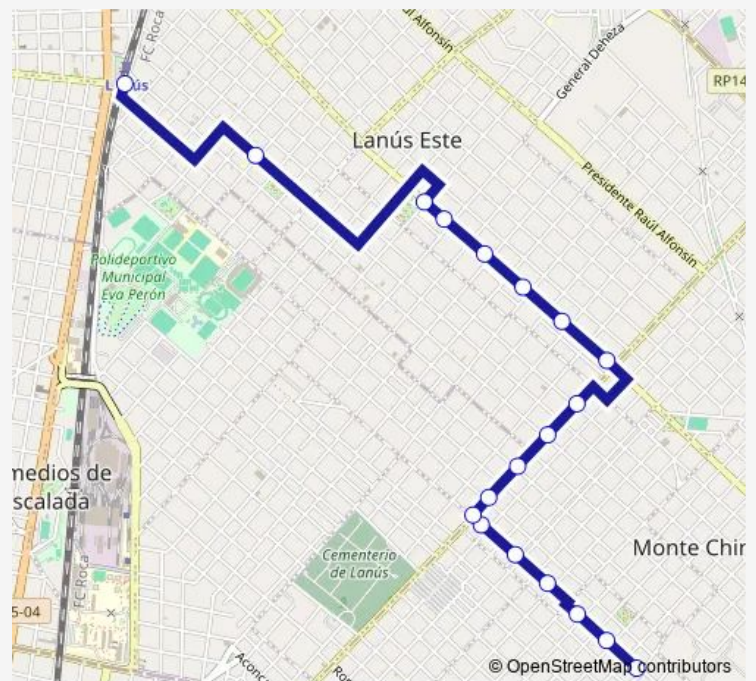 FC Roca
Raúl Alfonsín
General Deheza
RP14
Lanús
Lanús Este
Presidente Raúl Alfonsín
Polideportivo
Municipal
Eva Perón
medios de
scalada
Cementerio
de Lanús
Monte Chin
FC Roca
5-04
Acono
© OpenStreetMap contributors